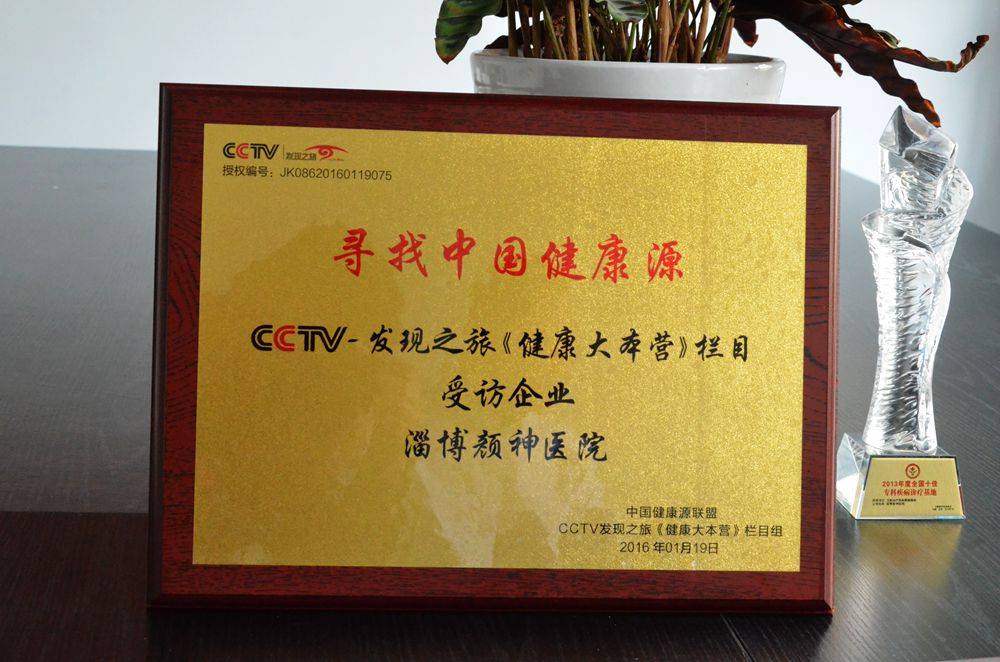 CCTV 发现之旅
授权编号：JK08620160119075
寻找中国健康源
CCTV-发现之旅《健康大本营》栏目
受访企业
淄博颜神医院
中国健康源联盟
CCTV发现之旅《健康大本营》栏目组
2016年01月19日
2013年度全国十佳
专科疾病诊疗基地